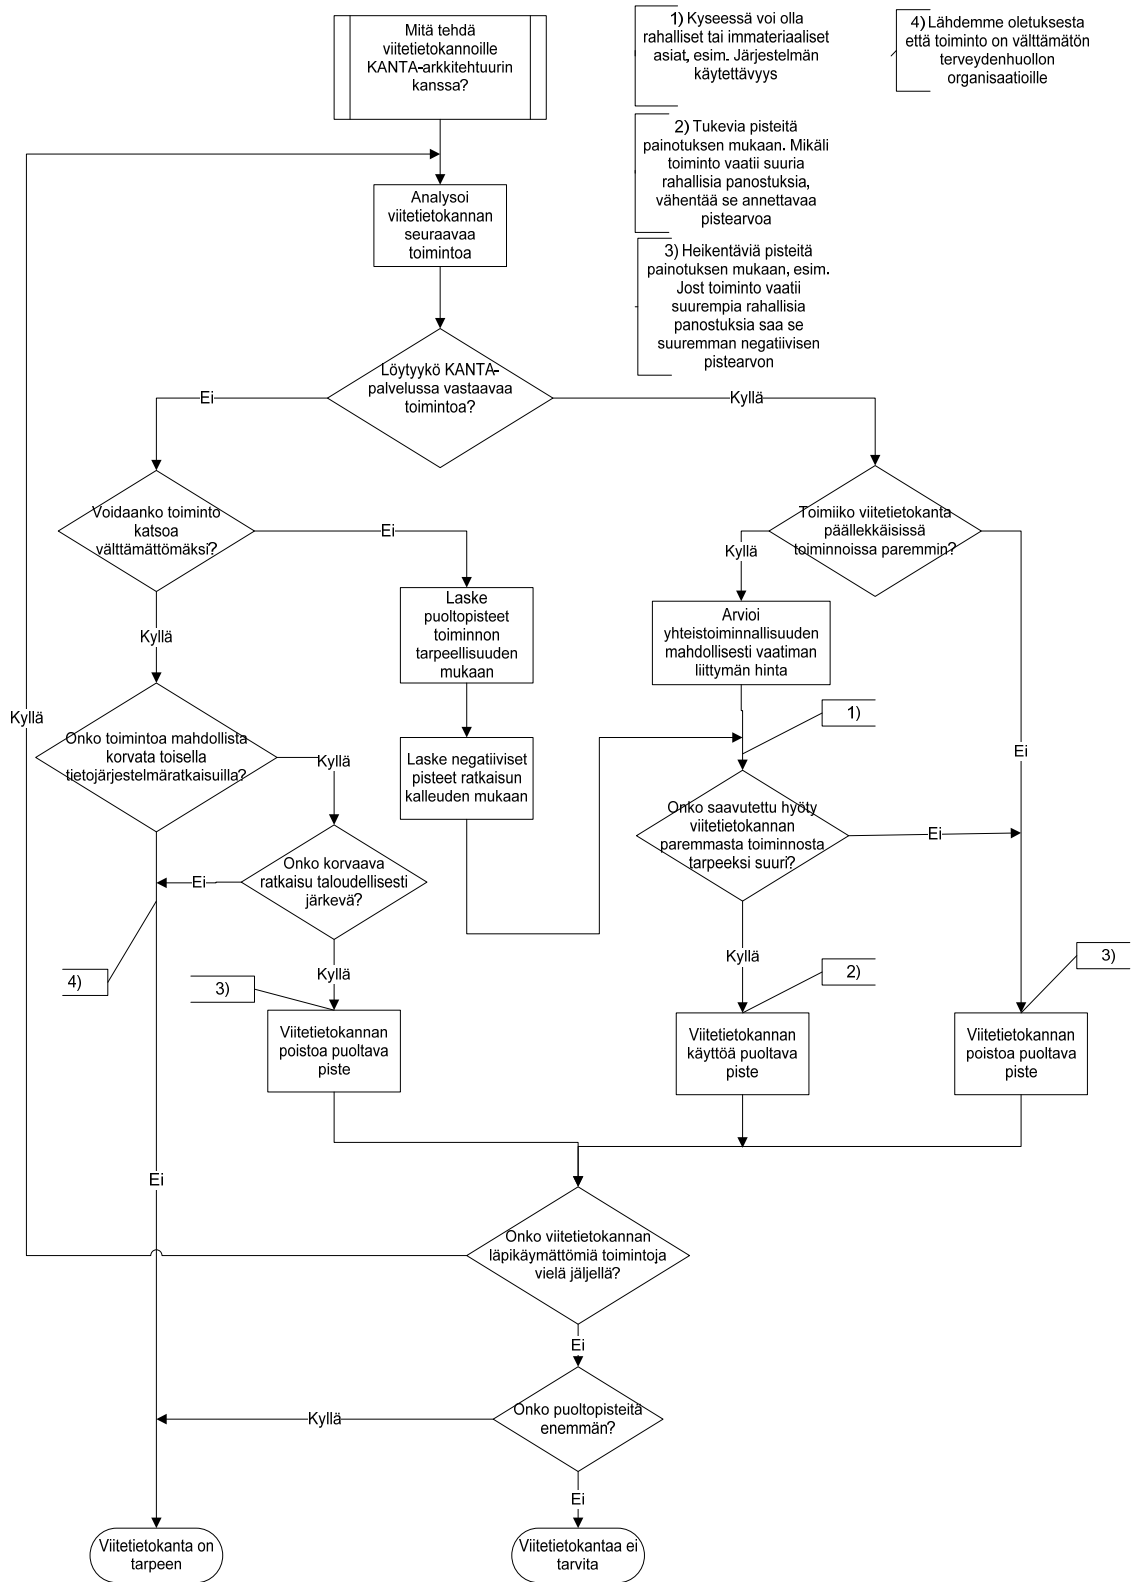 Mitä tehdä
viitetietokannoille
KANTA-arkkitehtuurin
kanssa?
1) Kyseessä voi olla
rahalliset tai immateriaaliset
asiat, esim. Järjestelmän
käytettävyys
4) Lähdemme oletuksesta
että toiminto on välttämätön
terveydenhuollon
organisaatioille
2) Tukevia pisteitä
painotuksen mukaan. Mikäli
toiminto vaatii suuria
rahallisia panostuksia,
vähentää se annettavaa
pistearvoa
Analysoi
viitetietokannan
seuraavaa
toimintoa
3) Heikentäviä pisteitä
painotuksen mukaan, esim.
Jost toiminto vaatii
suurempia rahallisia
panostuksia saa se
suuremman negatiivisen
pistearvon
Löytyykö KANTA-
palvelussa vastaavaa
toimintoa?
Ei
Kyllä
Voidaanko toiminto
katsoa
välttämättömäksi?
Ei
Toimiiko viitetietokanta
päällekkäisissä
toiminnoissa paremmin?
Kyllä
Laske
puoltopisteet
toiminnon
tarpeellisuuden
mukaan
Arvioi
yhteistoiminnallisuuden
mahdollisesti vaatiman
liittymän hinta
Kyllä
Kyllä
Onko toimintoa mahdollista
korvata toisella
tietojärjestelmäratkaisuilla?
Kyllä
Laske negatiiviset
pisteet ratkaisun
kalleuden mukaan
1)
Ei
Onko saavutettu hyöty
viitetietokannan
paremmasta toiminnosta
tarpeeksi suuri?
Ei
Onko korvaava
ratkaisu taloudellisesti
järkevä?
Ei
Kyllä
Kyllä
4)
3)
2)
3)
Viitetietokannan
poistoa puoltava
piste
Viitetietokannan
käyttöä puoltava
piste
Viitetietokannan
poistoa puoltava
piste
Ei
Onko viitetietokannan
läpikäymättömiä toimintoja
vielä jäljellä?
Ei
Onko puoltopisteitä
enemmän?
Kyllä
Ei
Viitetietokanta on
tarpeen
Viitetietokantaa ei
tarvita